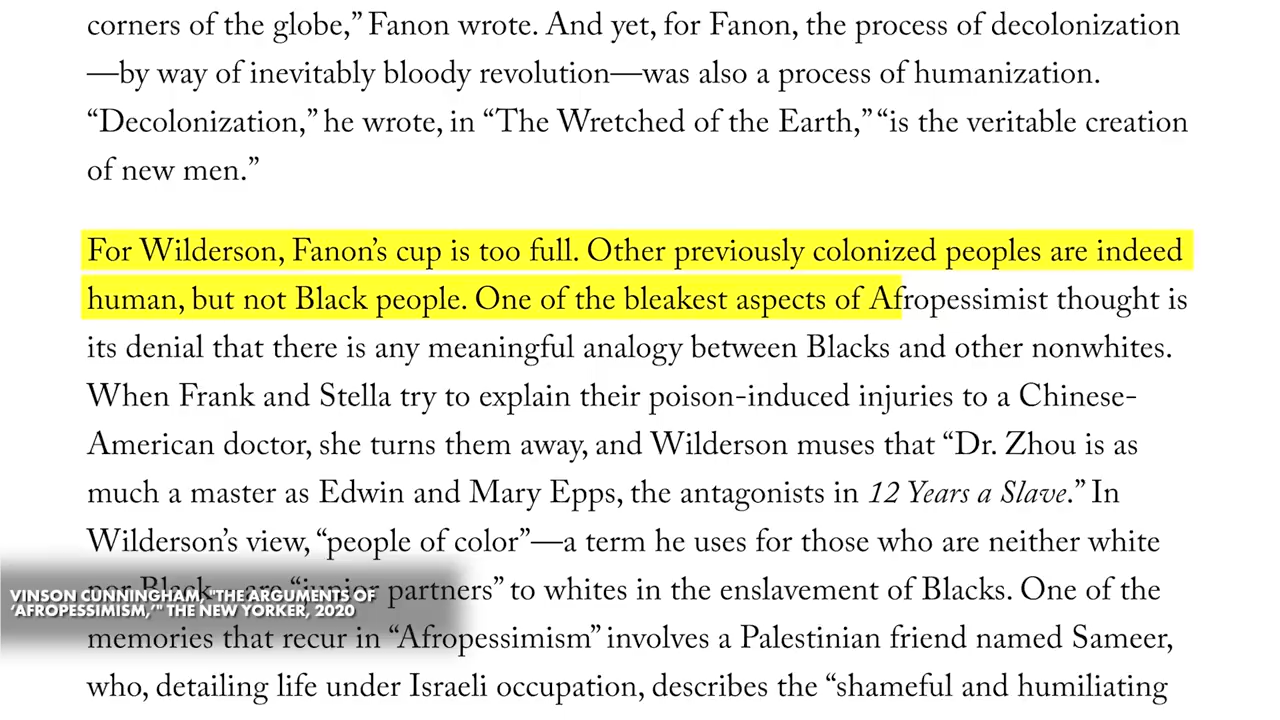 corners of the globe,” Fanon wrote. And yet, for Fanon, the process of decolonization
—by way of inevitably bloody revolution—was also a process of humanization.
“Decolonization,” he wrote, in “The Wretched of the Earth,” “is the veritable creation
of new men.”
For Wilderson, Fanon’s cup is too full. Other previously colonized peoples are indeed
human, but not Black people. One of the bleakest aspects of Afropessimist thought is
its denial that there is any meaningful analogy between Blacks and other nonwhites.
When Frank and Stella try to explain their poison-induced injuries to a Chinese-
American doctor, she turns them away, and Wilderson muses that “Dr. Zhou is as
much a master as Edwin and Mary Epps, the antagonists in 12 Years a Slave.” In
Wilderson’s view, “people of color”—a term he uses for those who are neither white
nor Black—are “junior partners” to whites in the enslavement of Blacks. One of the
VINSON CUNNINGHAM, "THE ARGUMENTS OF
‘AFROPESSIMISM,’" THE NEW YORKER, 2020
memories that recur in “Afropessimism” involves a Palestinian friend named Sameer,
who, detailing life under Israeli occupation, describes the “shameful and humiliating